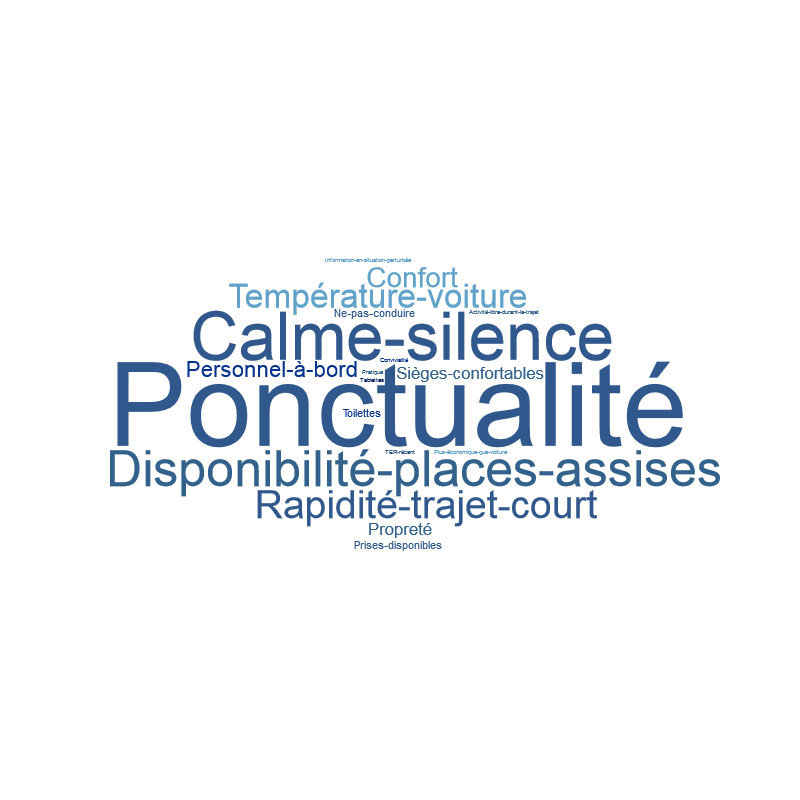 Information-en-situation-perturbée
Confort
Température-voiture
Ne-pas-conduire
Activité-libre-durant-le-trajet
Calme-silence
Convivialité
Personnel-à-bord
Pratique
Sièges-confortables
Tablettes
Ponctualité
Toilettes
TER-récent
Plus-économique-que-voiture
Disponibilité-places-assises
Rapidité-trajet-court
Propreté
Prises-disponibles